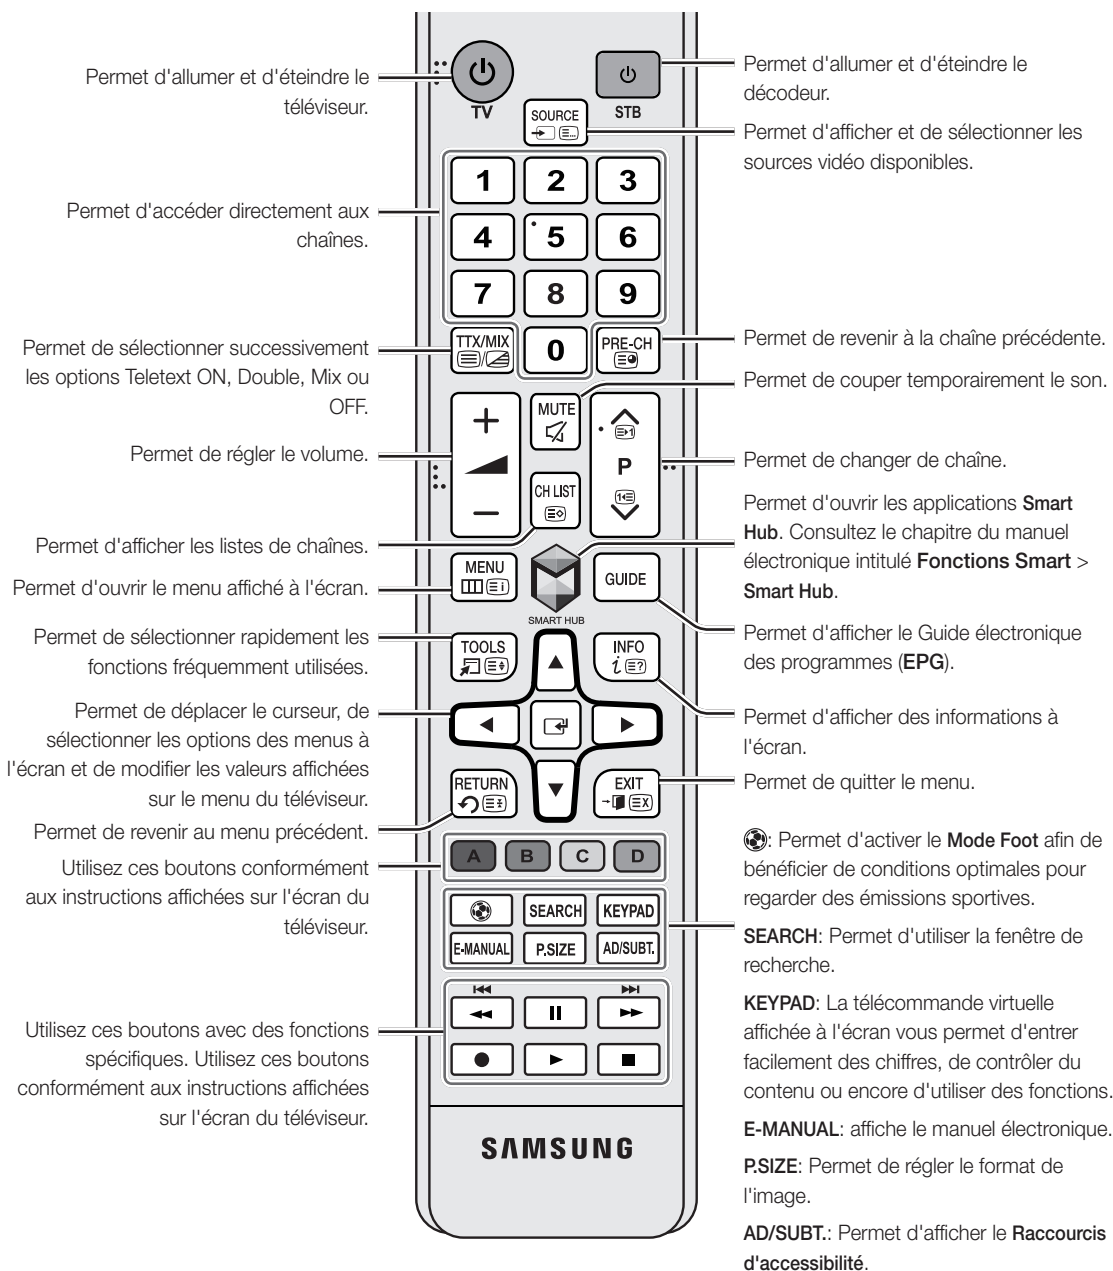 Permet d'allumer et d'éteindre le
téléviseur.
Permet d'accéder directement aux
chaînes.
Permet de sélectionner successivement
les options Teletext ON, Double, Mix ou
OFF.
Permet de régler le volume.
Permet d'afficher les listes de chaînes.
Permet d'ouvrir le menu affiché à l'écran.
Permet de sélectionner rapidement les
fonctions fréquemment utilisées.
Permet de déplacer le curseur, de
sélectionner les options des menus à
l'écran et de modifier les valeurs affichées
sur le menu du téléviseur.
Permet de revenir au menu précédent.
Utilisez ces boutons conformément
aux instructions affichées sur l'écran du
téléviseur.
Utilisez ces boutons avec des fonctions
spécifiques. Utilisez ces boutons
conformément aux instructions affichées
sur l'écran du téléviseur.
TV
STB
SOURCE
1 2 3
4 5 6
7 8 9
TTX/MIX 0 PRE-CH
MUTE
P
CH LIST
MENU
GUIDE
SMART HUB
TOOLS
INFO
RETURN
EXIT
A B C D
SEARCH KEYPAD
E-MANUAL P.SIZE AD/SUBT.
SAMSUNG
Permet d'allumer et d'éteindre le
décodeur.
Permet d'afficher et de sélectionner les
sources vidéo disponibles.
Permet de revenir à la chaîne précédente.
Permet de couper temporairement le son.
Permet de changer de chaîne.
Permet d'ouvrir les applications Smart
Hub. Consultez le chapitre du manuel
électronique intitulé Fonctions Smart >
Smart Hub.
Permet d'afficher le Guide électronique
des programmes (EPG).
Permet d'afficher des informations à
l'écran.
Permet de quitter le menu.
: Permet d'activer le Mode Foot afin de
bénéficier de conditions optimales pour
regarder des émissions sportives.
SEARCH: Permet d'utiliser la fenêtre de
recherche.
KEYPAD: La télécommande virtuelle
affichée à l'écran vous permet d'entrer
facilement des chiffres, de contrôler du
contenu ou encore d'utiliser des fonctions.
E-MANUAL: affiche le manuel électronique.
P.SIZE: Permet de régler le format de
l'image.
AD/SUBT.: Permet d'afficher le Raccourcis
d'accessibilité.